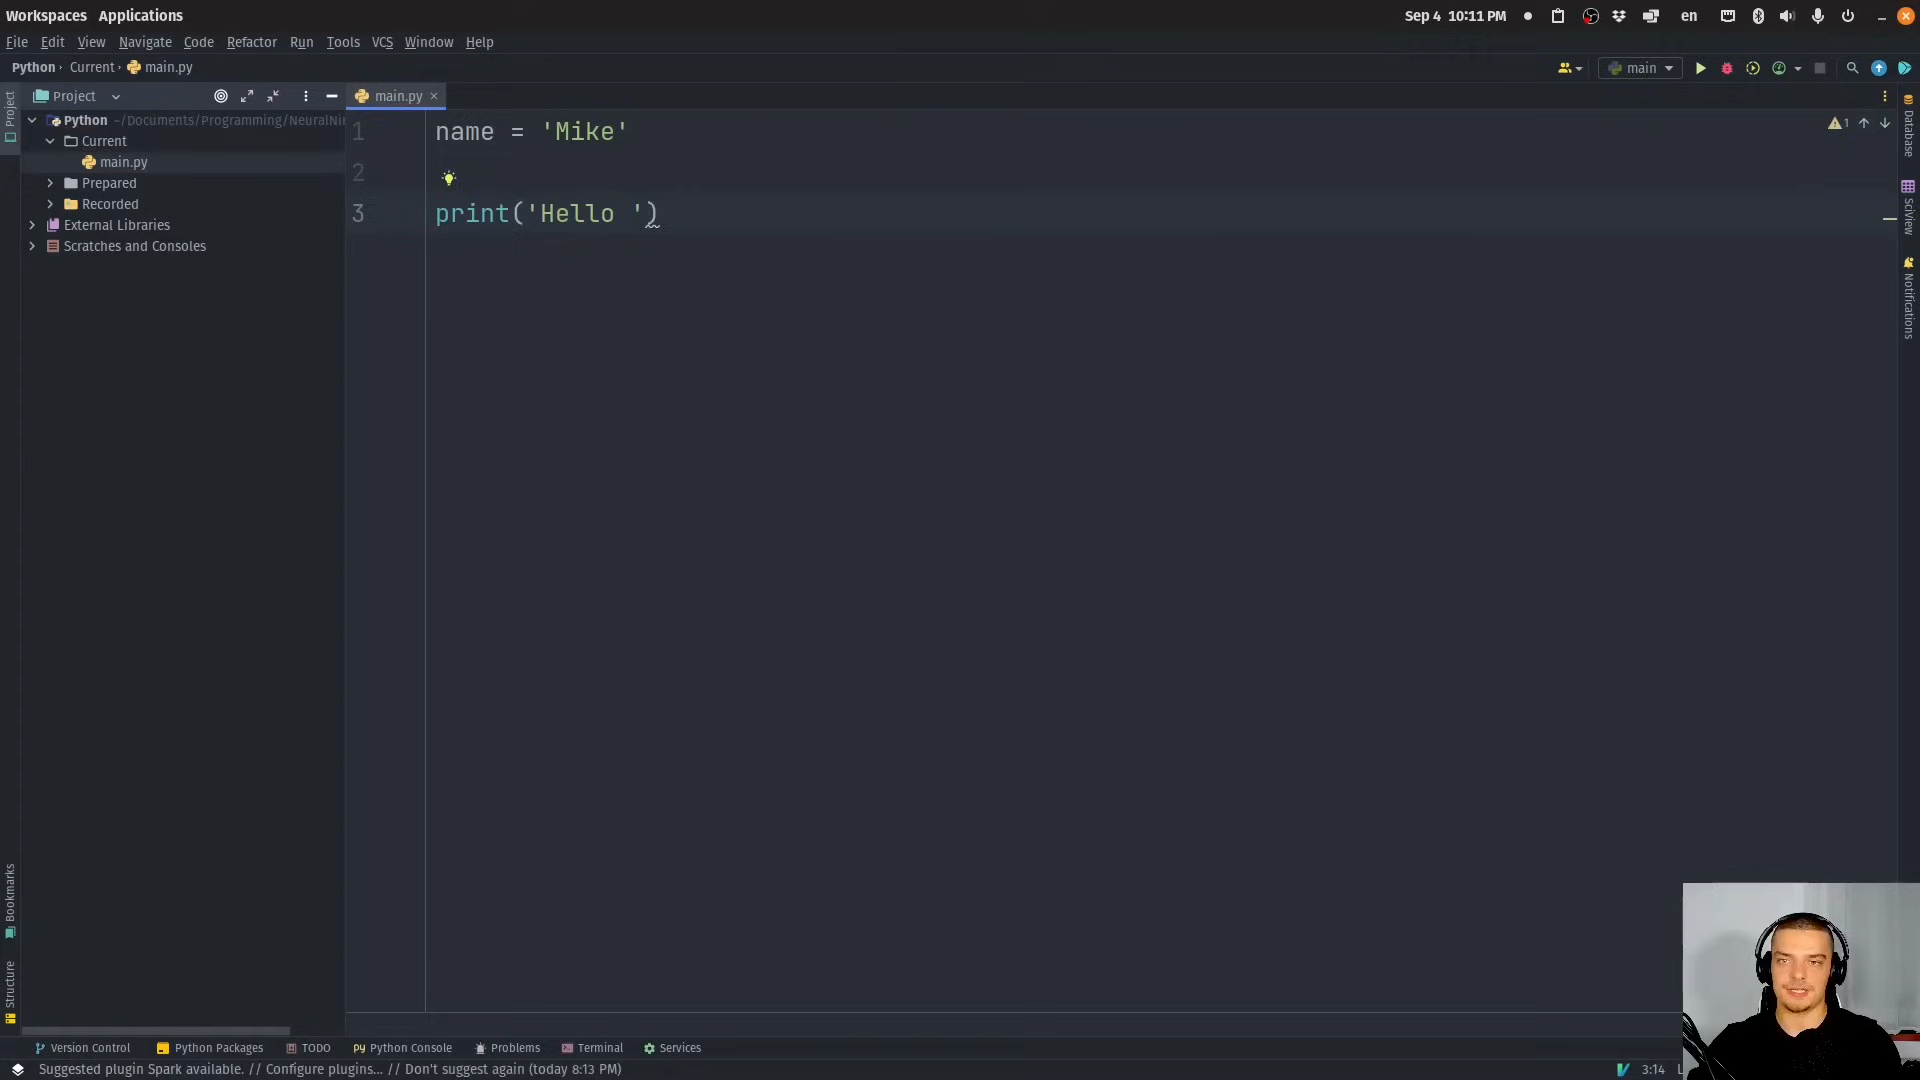 Workspaces Applications Sep 4 10:11 PM en
File Edit View Navigate Code Refactor Run Tools VCS Window Help
Python Current main.py main
Project Project main.py
Python ~/Documents/Programming/NeuralNin
Current
main.py
Prepared
Recorded
External Libraries
Scratches and Consoles
1 name = 'Mike' 1
2
3 print('Hello ')
Database
SciView
Notifications
Bookmarks
Structure
Version Control Python Packages TODO Python Console Problems Terminal Services
Suggested plugin Spark available. // Configure plugins... // Don't suggest again (today 8:13 PM) 3:14